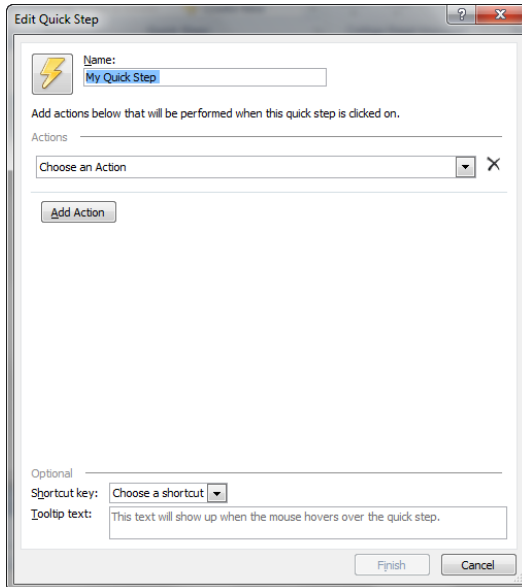 Edit Quick Step
?
Name:
My Quick Step
Add actions below that will be performed when this quick step is clicked on.
Actions
Choose an Action
Add Action
Optional
Shortcut key: Choose a shortcut
Tooltip text: This text will show up when the mouse hovers over the quick step.
Finish Cancel